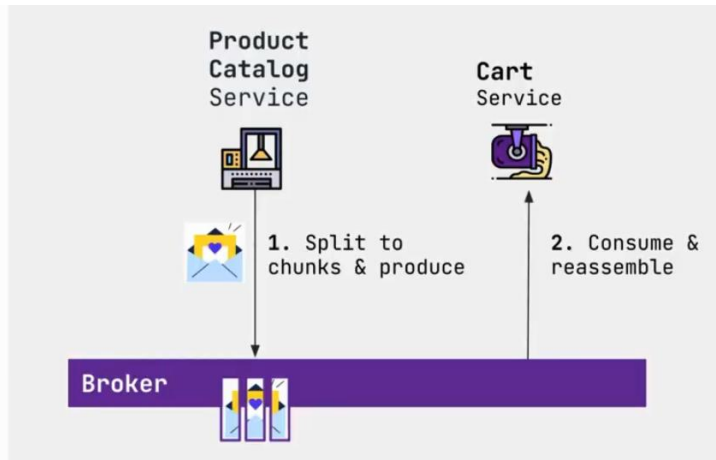 Product
Catalog
Service
Cart
Service
1. Split to
chunks & produce
2. Consume &
reassemble
Broker